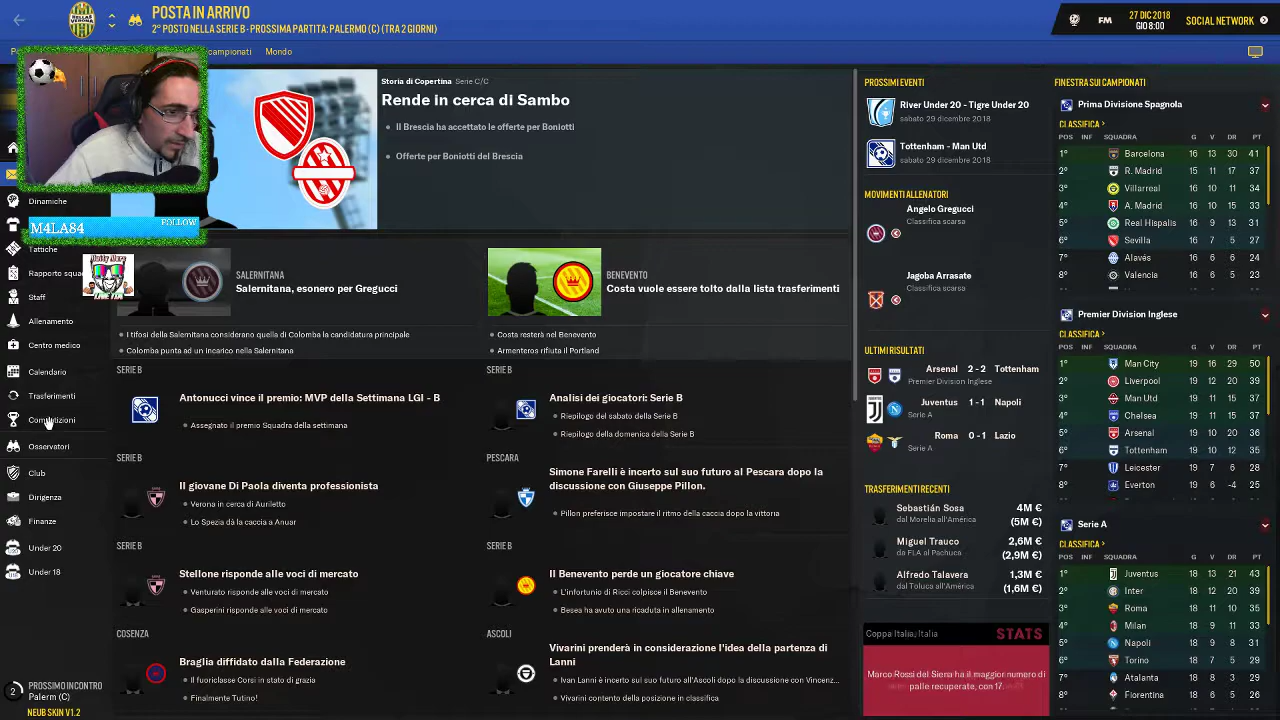 POSTA IN ARRIVO
2° POSTO NELLA SERIE B - PROSSIMA PARTITA: PALERMO (C) (TRA 2 GIORNI)
FM
27 DIC 2018
GIO 8:00
SOCIAL NETWORK
Mondo
M4LA84
FOLLOW
Dinamiche
Tattiche
Staff
Allenamento
Centro medico
Calendario
Trasferimenti
Osservatori
Club
Dirigenza
Finanze
Under 20
Under 18
2
PROSSIMO INCONTRO
Palermo (C)
NEUB SKIN V1.2
Storia di Copertina Serie C/C
Rende in cerca di Sambo
Il Brescia ha accettato le offerte per Boniotti
Offerte per Boniotti del Brescia
SALERNITANA
Salernitana, esonero per Gregucci
I tifosi della Salernitana considerano quella di Colomba la candidatura principale
Colomba punta ad un incarico nella Salernitana
BENEVENTO
Costa vuole essere tolto dalla lista trasferimenti
Costa resterà nel Benevento
Armenteros rifiuta il Portland
SERIE B
Antonucci vince il premio: MVP della Settimana LGI - B
Assegnato il premio Squadra della settimana
SERIE B
Analisi dei giocatori: Serie B
Riepilogo del sabato della Serie B
Riepilogo della domenica della Serie B
SERIE B
Il giovane Di Paola diventa professionista
Verona in cerca di Auriletto
Lo Spezia dà la caccia a Anuar
PESCARA
Simone Farelli è incerto sul suo futuro al Pescara dopo la
discussione con Giuseppe Pillon.
Pillon preferisce impostare il ritmo della caccia dopo la vittoria
SERIE B
Stellone risponde alle voci di mercato
Venturato risponde alle voci di mercato
Gasperini risponde alle voci di mercato
SERIE B
Il Benevento perde un giocatore chiave
L'infortunio di Ricci colpisce il Benevento
Besea ha avuto una ricaduta in allenamento
COSENZA
Braglia diffidato dalla Federazione
Il fuoriclasse Corsi in stato di grazia
Finalmente Tutino!
ASCOLI
Vivarini prenderà in considerazione l'idea della partenza di
Lanni
Ivan Lanni è incerto sul suo futuro all'Ascoli dopo la discussione con Vincenz...
Vivarini contento della posizione in classifica
PROSSIMI EVENTI
River Under 20 - Tigre Under 20
sabato 29 dicembre 2018
Tottenham - Man Utd
sabato 29 dicembre 2018
MOVIMENTI ALLENATORI
Angelo Gregucci
Classifica scarsa
Jagoba Arrasate
Classifica scarsa
ULTIMI RISULTATI
Arsenal 2 - 2 Tottenham
Premier Division Inglese
Juventus 1 - 1 Napoli
Serie A
Roma 0 - 1 Lazio
Serie A
TRASFERIMENTI RECENTI
Sebastián Sosa 4M €
dal Morelia all'América (5M €)
Miguel Trauco 2,6M €
da FLA al Pachuca (2,9M €)
Alfredo Talavera 1,3M €
dal Toluca all'América (1,6M €)
Coppa Italia, Italia STATS
Marco Rossi del Siena ha il maggior numero di
palle recuperate, con 17.
FINESTRA SUI CAMPIONATI
Prima Divisione Spagnola
CLASSIFICA >
POS INF SQUADRA G V DR PT
1° Barcelona 16 13 30 41
2° R. Madrid 15 11 17 37
3° Villarreal 16 10 11 34
4° A. Madrid 16 10 8 33
5° Real Hispalis 16 9 13 31
6° Sevilla 16 7 5 27
7° Alavés 16 6 6 24
8° Valencia 16 6 5 23
Premier Division Inglese
CLASSIFICA >
POS INF SQUADRA G V DR PT
1° Man City 19 16 29 50
2° Liverpool 19 12 20 39
3° Man Utd 19 11 17 37
4° Chelsea 19 11 11 37
5° Arsenal 19 10 20 36
6° Tottenham 19 10 12 35
7° Leicester 18 9 6 31
8° Everton 19 6 -4 25
Serie A
CLASSIFICA >
POS INF SQUADRA G V DR PT
1° Juventus 18 13 21 43
2° Inter 18 12 20 39
3° Roma 18 11 10 35
4° Milan 18 9 11 33
5° Napoli 18 9 8 31
6° Torino 18 7 5 29
7° Atalanta 18 7 6 28
8° Fiorentina 18 8 6 26